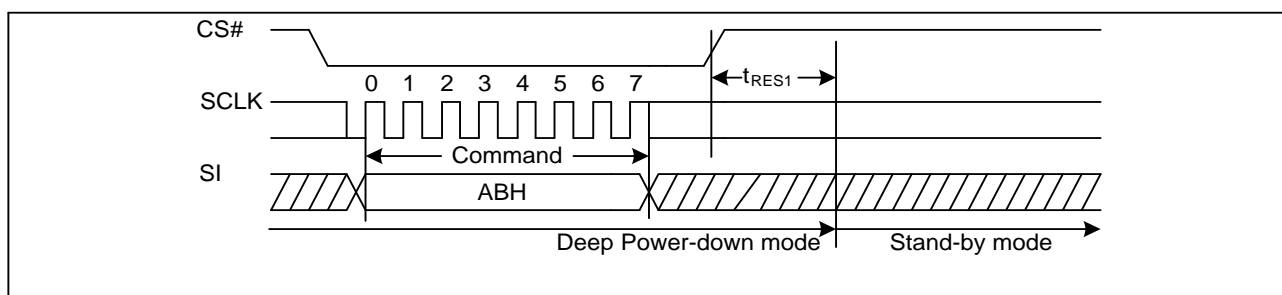 CS#
tRES1
0 1 2 3 4 5 6 7
SCLK
Command
SI
ABH
Deep Power-down mode Stand-by mode